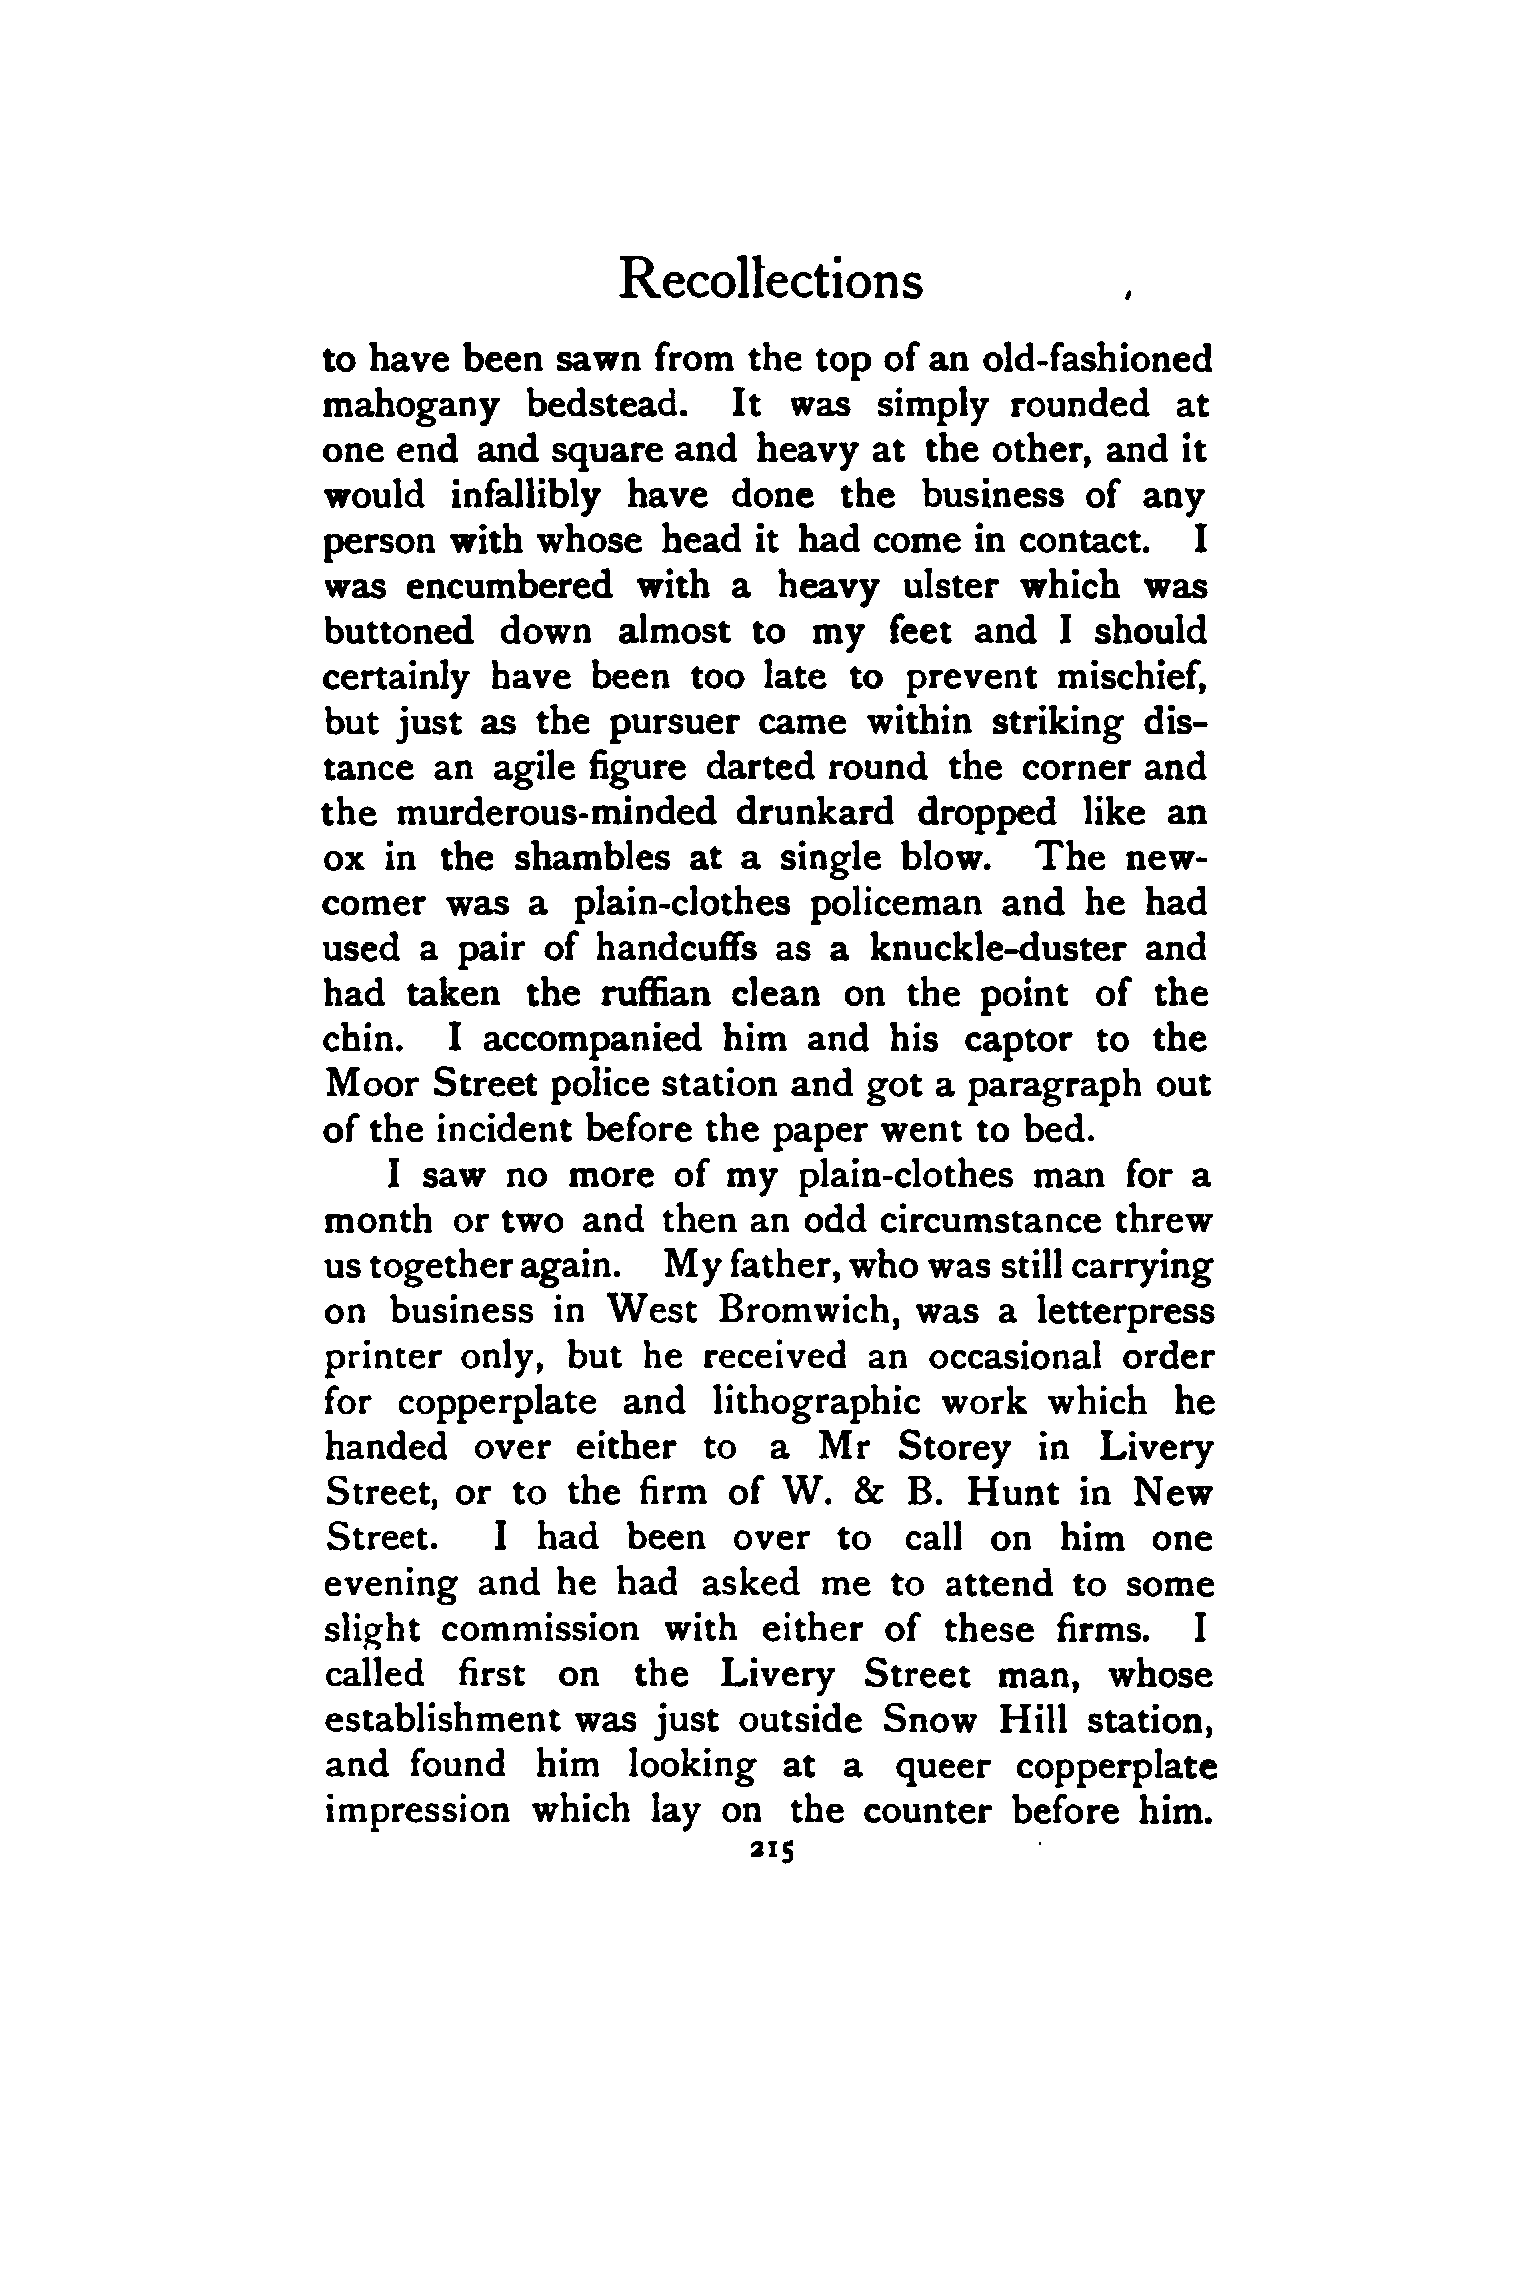 Recollections
to have been sawn from the top of an old-fashioned
mahogany bedstead. It was simply rounded at
one end and square and heavy at the other, and it
would infallibly have done the business of any
person with whose head it had come in contact. I
was encumbered with a heavy ulster which was
buttoned down almost to my feet and I should
certainly have been too late to prevent mischief,
but just as the pursuer came within striking dis-
tance an agile figure darted round the corner and
the murderous-minded drunkard dropped like an
ox in the shambles at a single blow. The new-
comer was a plain-clothes policeman and he had
used a pair of handcuffs as a knuckle-duster and
had taken the ruffian clean on the point of the
chin. I accompanied him and his captor to the
Moor Street police station and got a paragraph out
of the incident before the paper went to bed.
I saw no more of my plain-clothes man for a
month or two and then an odd circumstance threw
us together again. My father, who was still carrying
on business in West Bromwich, was a letterpress
printer only, but he received an occasional order
for copperplate and lithographic work which he
handed over either to a Mr Storey in Livery
Street, or to the firm of W. & B. Hunt in New
Street. I had been over to call on him one
evening and he had asked me to attend to some
slight commission with either of these firms. I
called first on the Livery Street man, whose
establishment was just outside Snow Hill station,
and found him looking at a queer copperplate
impression which lay on the counter before him.
215